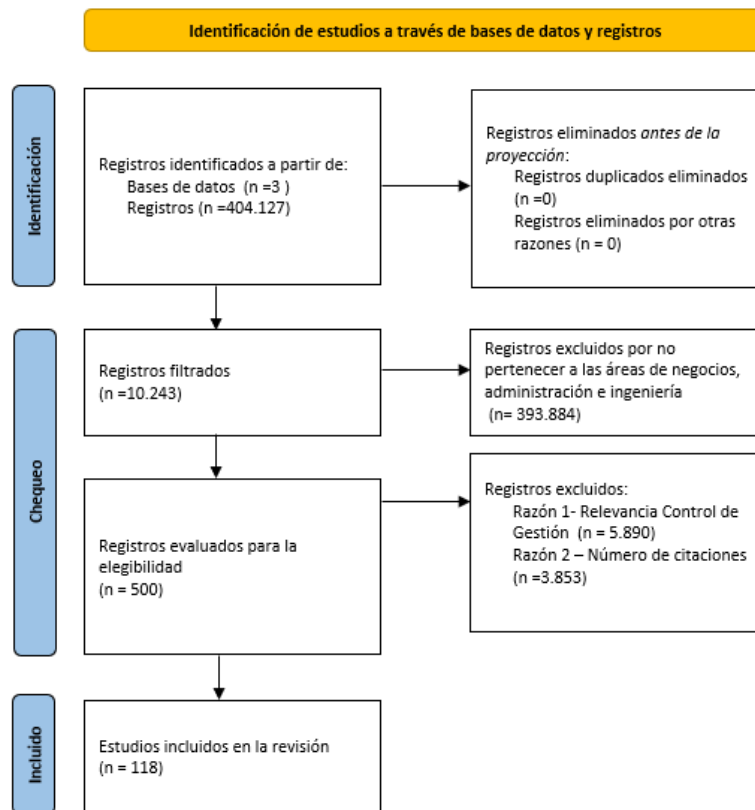 Identificación de estudios a través de bases de datos y registros
Identificación
Registros identificados a partir de:
Bases de datos (n =3 )
Registros (n =404.127)
Registros eliminados antes de la
proyección:
Registros duplicados eliminados
(n =0)
Registros eliminados por otras
razones (n = 0)
Chequeo
Registros filtrados
(n =10.243)
Registros excluidos por no
pertenecer a las áreas de negocios,
administración e ingeniería
(n= 393.884)
Registros evaluados para la
elegibilidad
(n = 500)
Registros excluidos:
Razón 1- Relevancia Control de
Gestión (n = 5.890)
Razón 2 – Número de citaciones
(n =3.853)
Incluido
Estudios incluidos en la revisión
(n = 118)